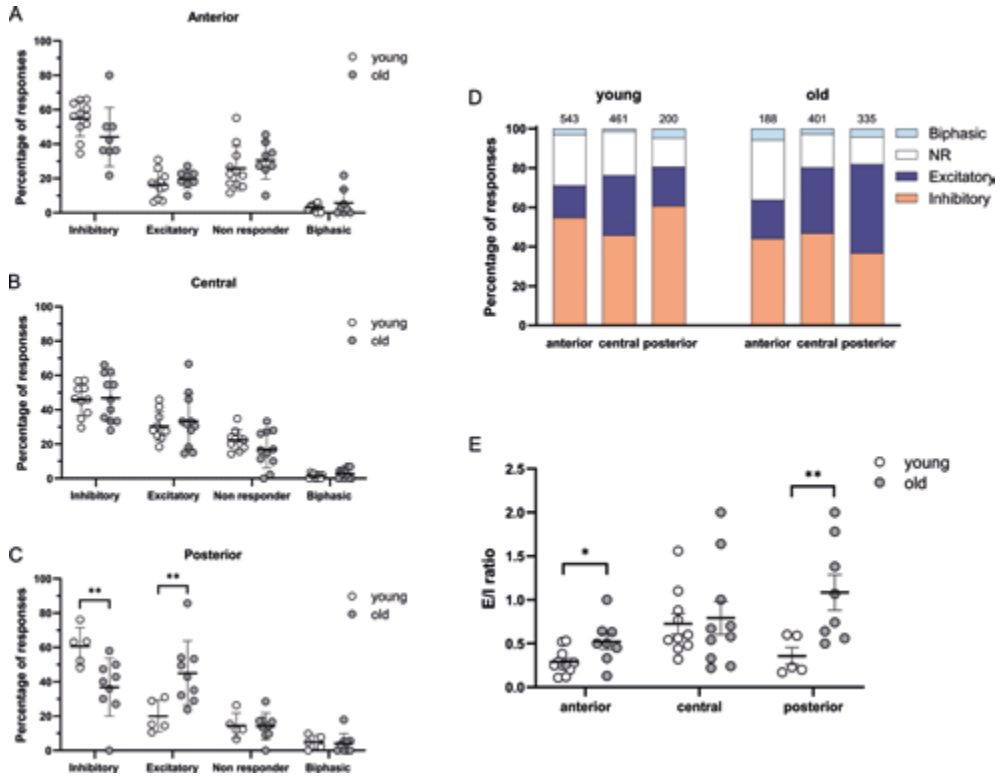 A
Anterior
Percentage of responses
100
80
60
40
20
0
young
old
Inhibitory Excitatory Non responder Biphasic
B
Central
Percentage of responses
100
80
60
40
20
0
young
old
Inhibitory Excitatory Non responder Biphasic
C
Posterior
Percentage of responses
100
80
60
40
20
0
** **
young
old
Inhibitory Excitatory Non responder Biphasic
D
young old
543 461 200 188 401 335
Percentage of responses
100
80
60
40
20
0
Biphasic
NR
Excitatory
Inhibitory
anterior central posterior anterior central posterior
E
E/I ratio
2.5
2.0
1.5
1.0
0.5
0.0
* **
young
old
anterior central posterior